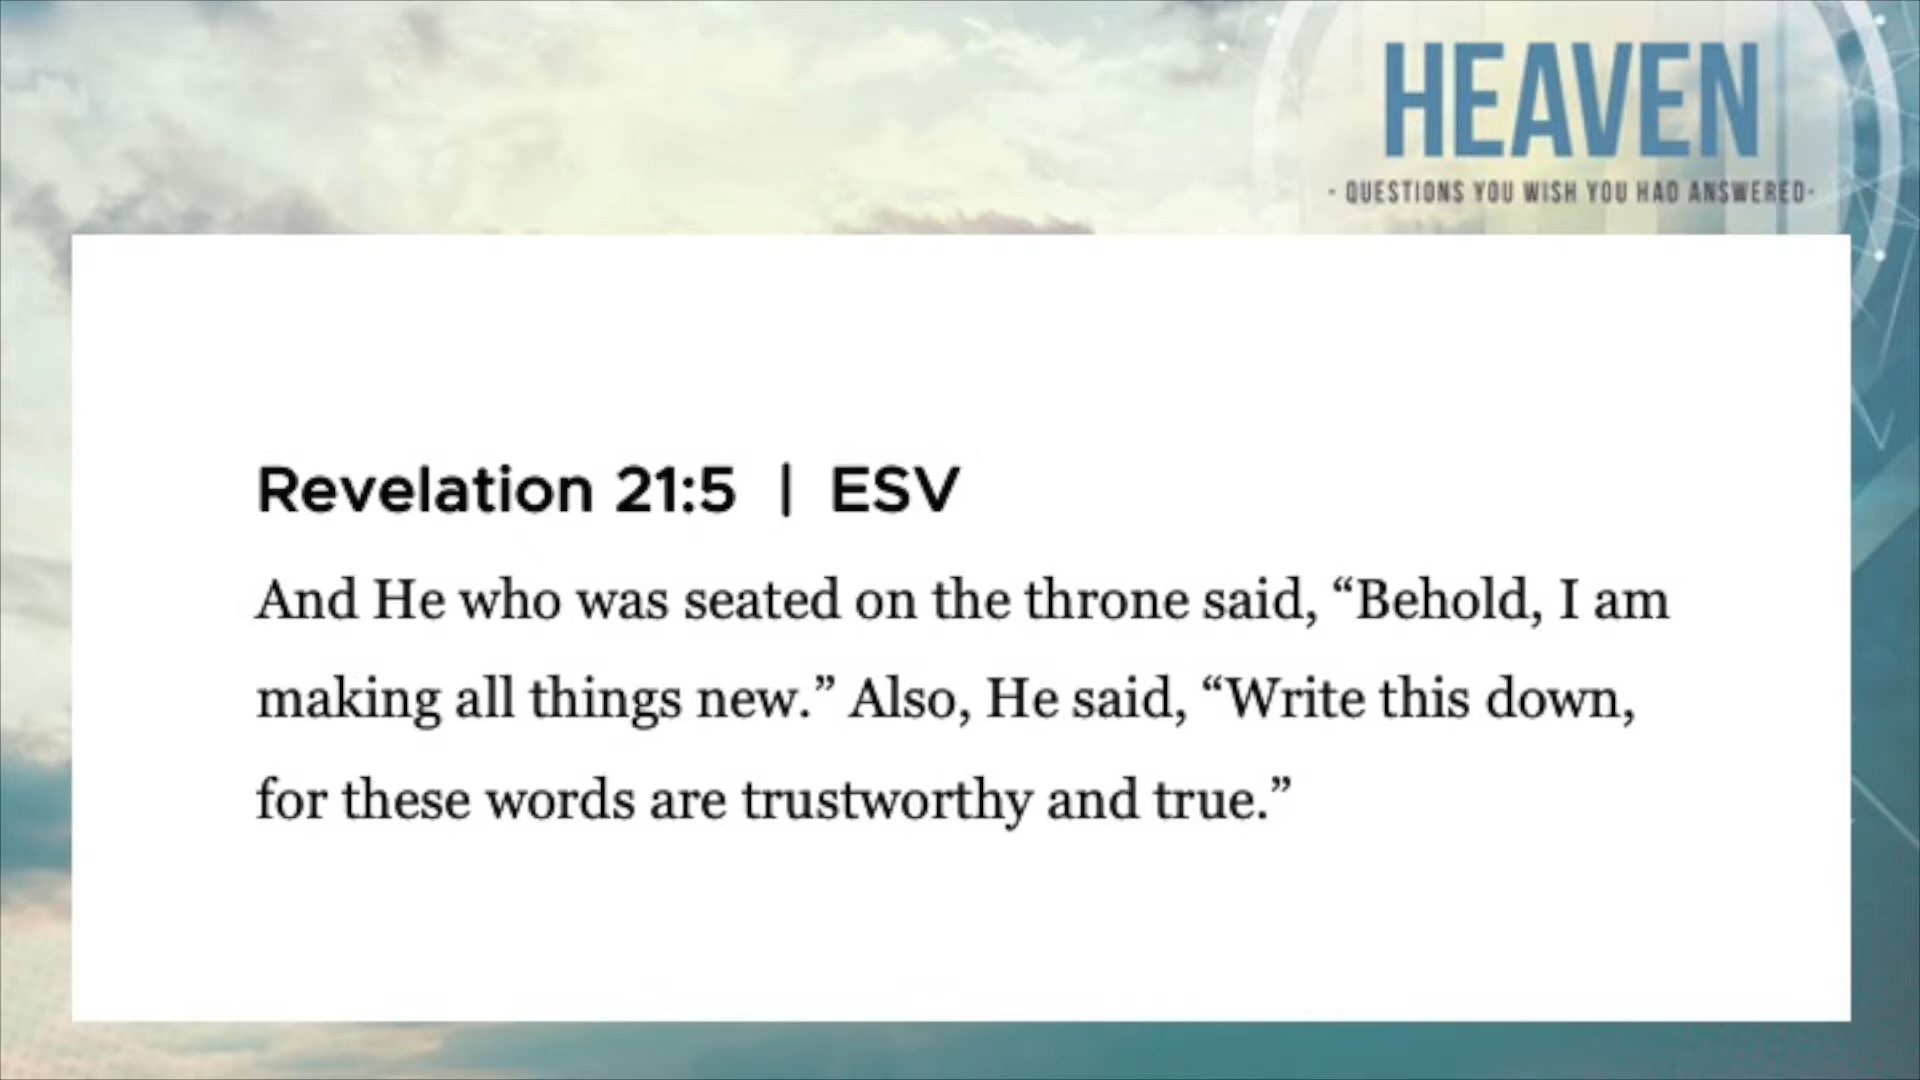 HEAVEN
- QUESTIONS YOU WISH YOU HAD ANSWERED-
Revelation 21:5 | ESV
And He who was seated on the throne said, “Behold, I am
making all things new.” Also, He said, “Write this down,
for these words are trustworthy and true.”